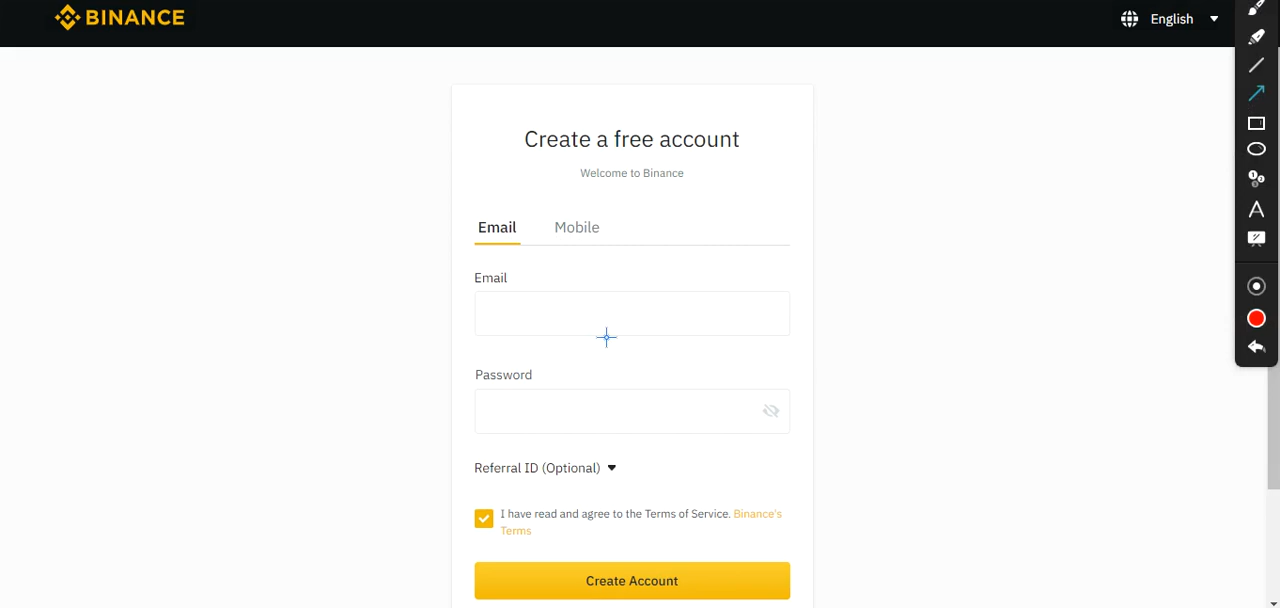 BINANCE
English
Create a free account
Welcome to Binance
Email Mobile
Email
Password
Referral ID (Optional)
I have read and agree to the Terms of Service. Binance's
Terms
Create Account